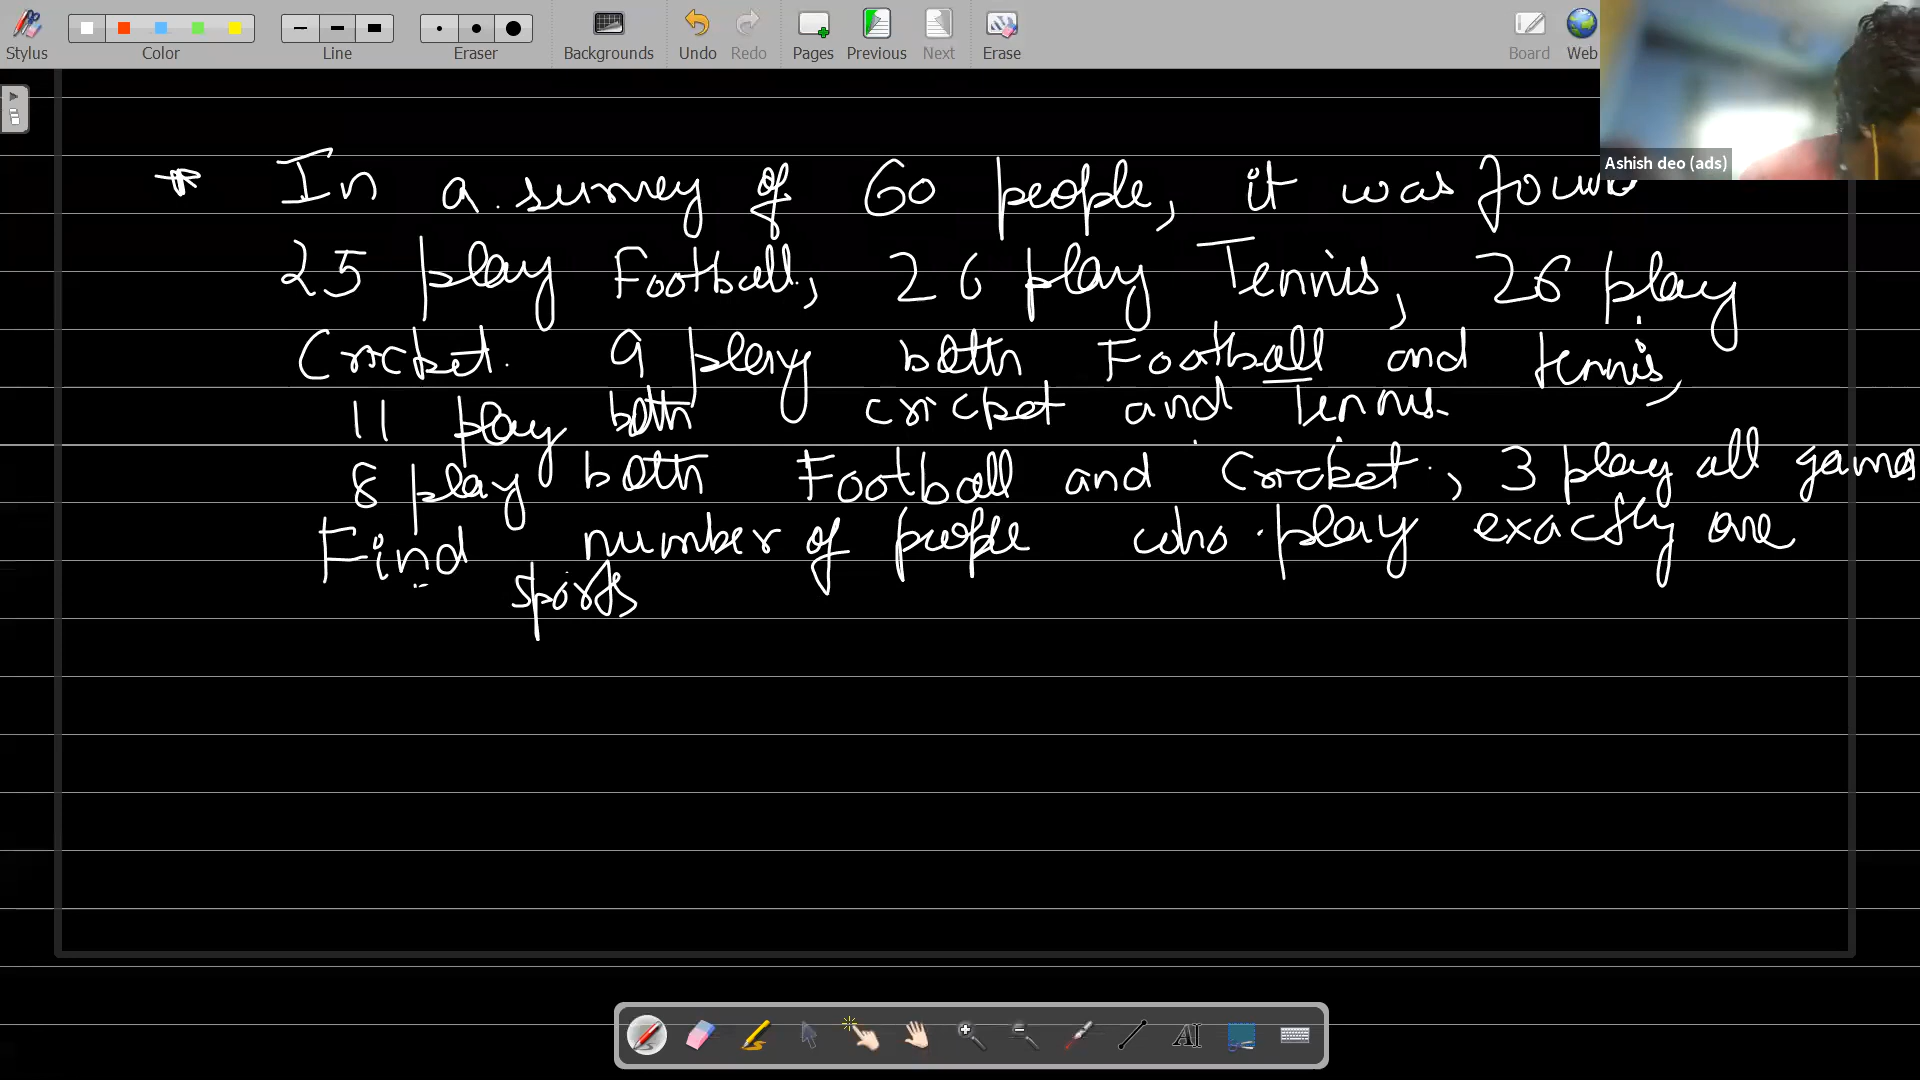 Stylus Color Line Eraser Backgrounds Undo Redo Pages Previous Next Erase Board Web
Ashish deo (ads)
* In a survey of 60 people, it was found
25 play Football, 26 play Tennis, 26 play
Cricket. 9 play both Football and tennis,
11 play both cricket and Tennis.
8 play both Football and Cricket, 3 play all games
Find number of people who play exactly one
sports
AI